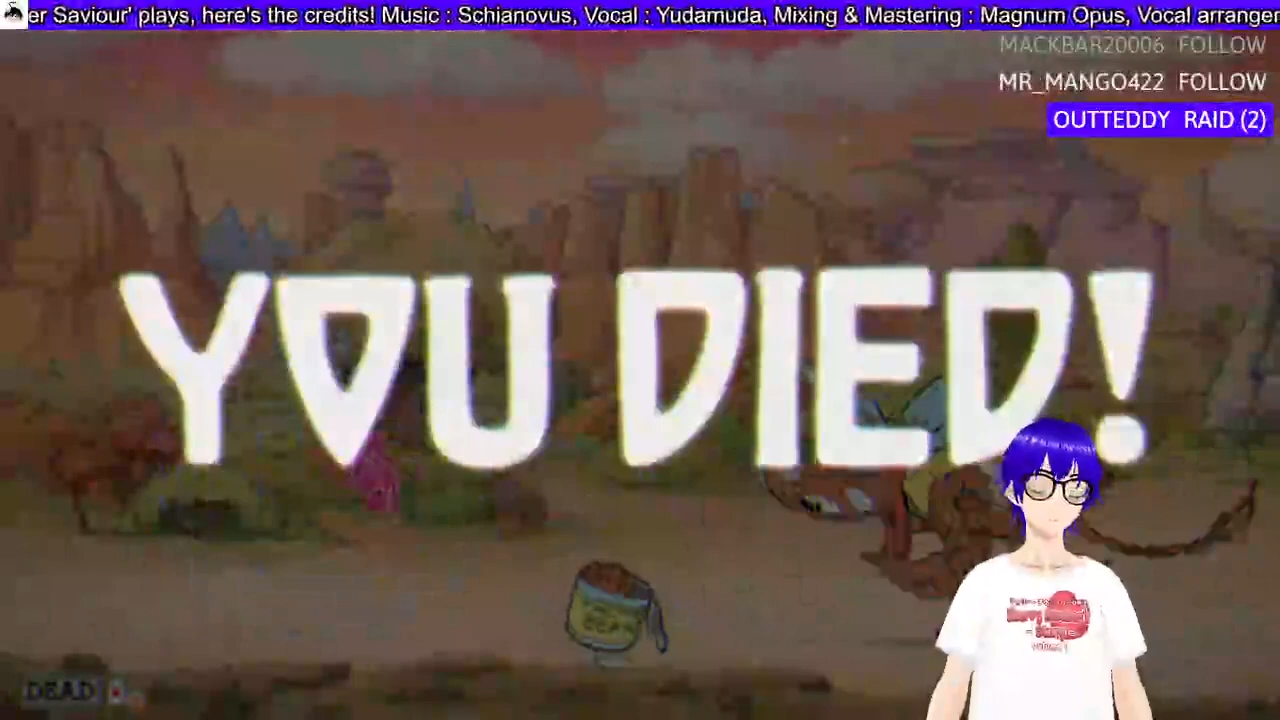 er Saviour' plays, here's the credits! Music : Schianovus, Vocal : Yudamuda, Mixing & Mastering : Magnum Opus, Vocal arranger
MACKBAR20006 FOLLOW
MR_MANGO422 FOLLOW
OUTTEDDY RAID (2)
YOU DIED!
DEAD